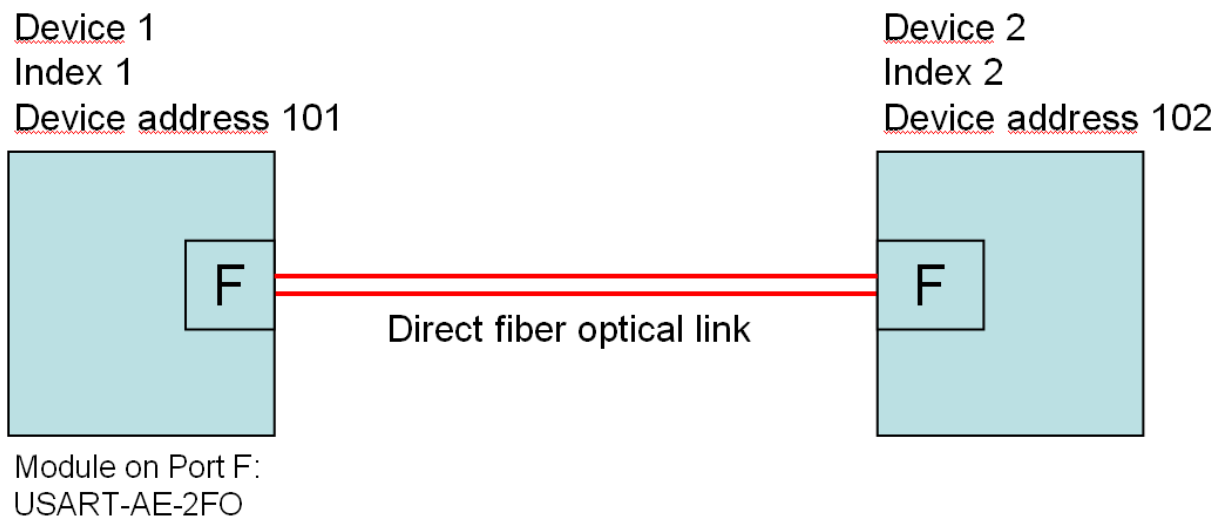 Device 1
Index 1
Device address 101
Device 2
Index 2
Device address 102
F
F
Direct fiber optical link
Module on Port F:
USART-AE-2FO